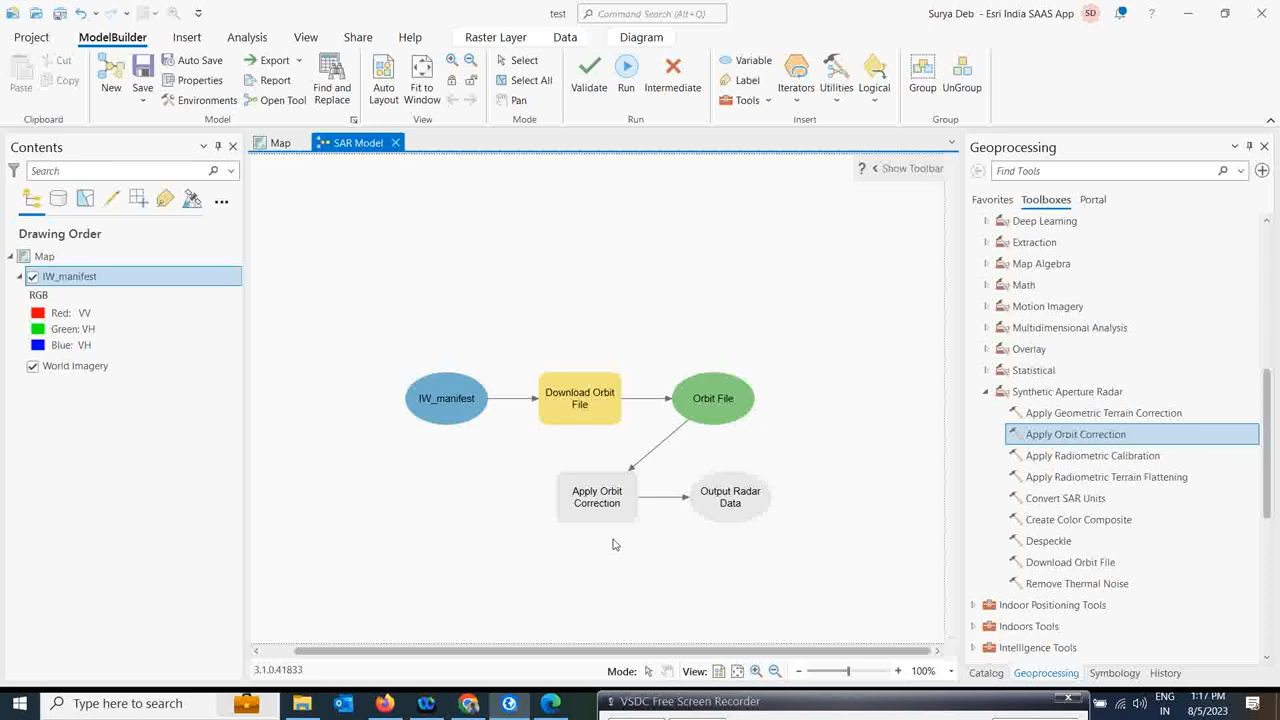 test
Command Search (Alt+Q)
Surya Deb - Esri India SAAS App
SD
?
Project
ModelBuilder
Insert
Analysis
View
Share
Help
Raster Layer
Data
Diagram
Paste
Cut
Copy
Clipboard
New
Save
Auto Save
Properties
Environments
Export
Report
Open Tool
Find and
Replace
Model
Auto
Layout
Fit to
Window
View
Select
Select All
Pan
Mode
Validate
Run
Intermediate
Run
Variable
Label
Tools
Iterators
Utilities
Logical
Insert
Group
UnGroup
Group
Contents
Search
Drawing Order
Map
IW_manifest
RGB
Red: VV
Green: VH
Blue: VH
World Imagery
Map
SAR Model
? Show Toolbar
IW_manifest
Download Orbit
File
Orbit File
Apply Orbit
Correction
Output Radar
Data
3.1.0.41833
Mode:
View:
100%
Geoprocessing
Find Tools
Favorites
Toolboxes
Portal
Deep Learning
Extraction
Map Algebra
Math
Motion Imagery
Multidimensional Analysis
Overlay
Statistical
Synthetic Aperture Radar
Apply Geometric Terrain Correction
Apply Orbit Correction
Apply Radiometric Calibration
Apply Radiometric Terrain Flattening
Convert SAR Units
Create Color Composite
Despeckle
Download Orbit File
Remove Thermal Noise
Indoor Positioning Tools
Indoors Tools
Intelligence Tools
Catalog
Geoprocessing
Symbology
History
Type here to search
VSDC Free Screen Recorder
ENG
IN
1:17 PM
8/5/2023